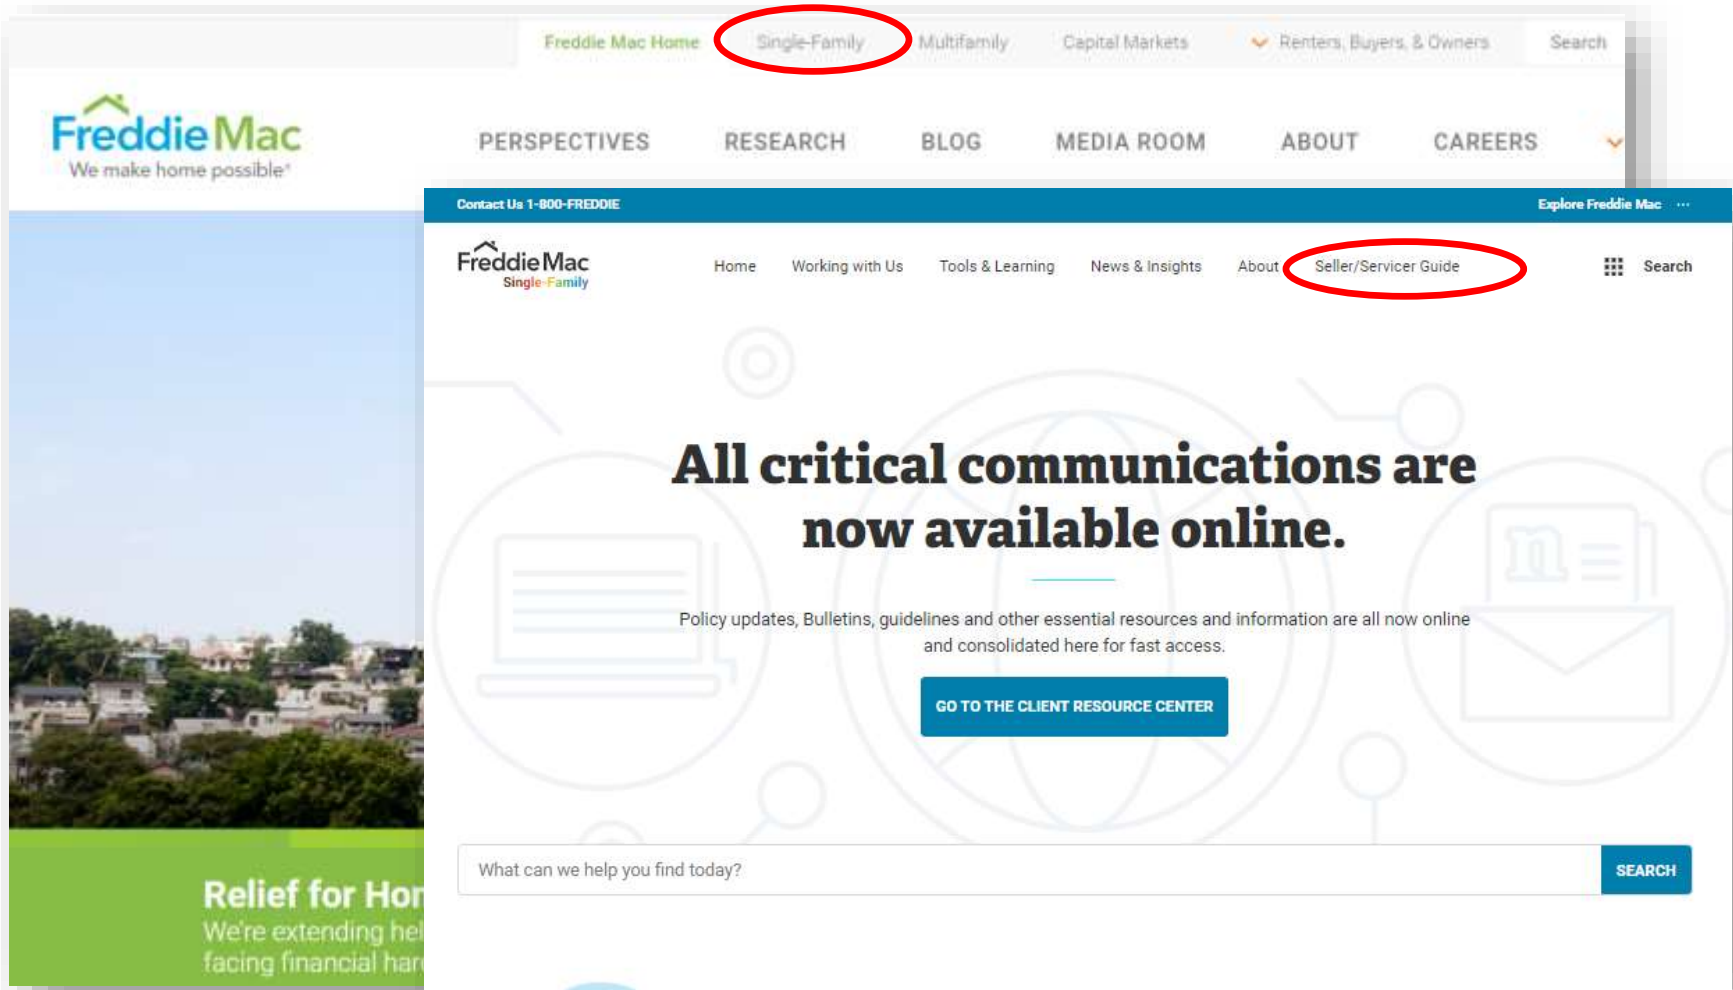 Freddie Mac Home Single-Family Multifamily Capital Markets Renters, Buyers, & Owners Search
FreddieMac
We make home possible®
PERSPECTIVES RESEARCH BLOG MEDIA ROOM ABOUT CAREERS
Contact Us 1-800-FREDDIE Explore Freddie Mac ···
FreddieMac
Single-Family
Home Working with Us Tools & Learning News & Insights About Seller/Servicer Guide Search
All critical communications are
now available online.
n
Policy updates, Bulletins, guidelines and other essential resources and information are all now online
and consolidated here for fast access.
GO TO THE CLIENT RESOURCE CENTER
What can we help you find today? SEARCH
Relief for Hom
We're extending hel
facing financial har